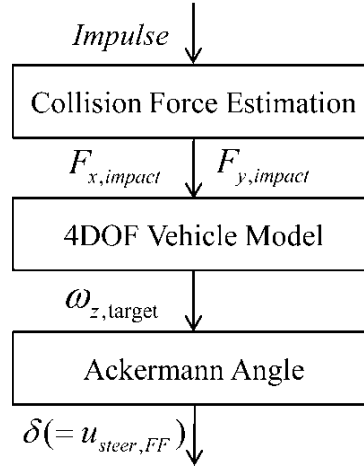 Impulse
Collision Force Estimation
F_{x,impact} F_{y,impact}
4DOF Vehicle Model
ω_{z,target}
Ackermann Angle
δ(= u_{steer,FF})